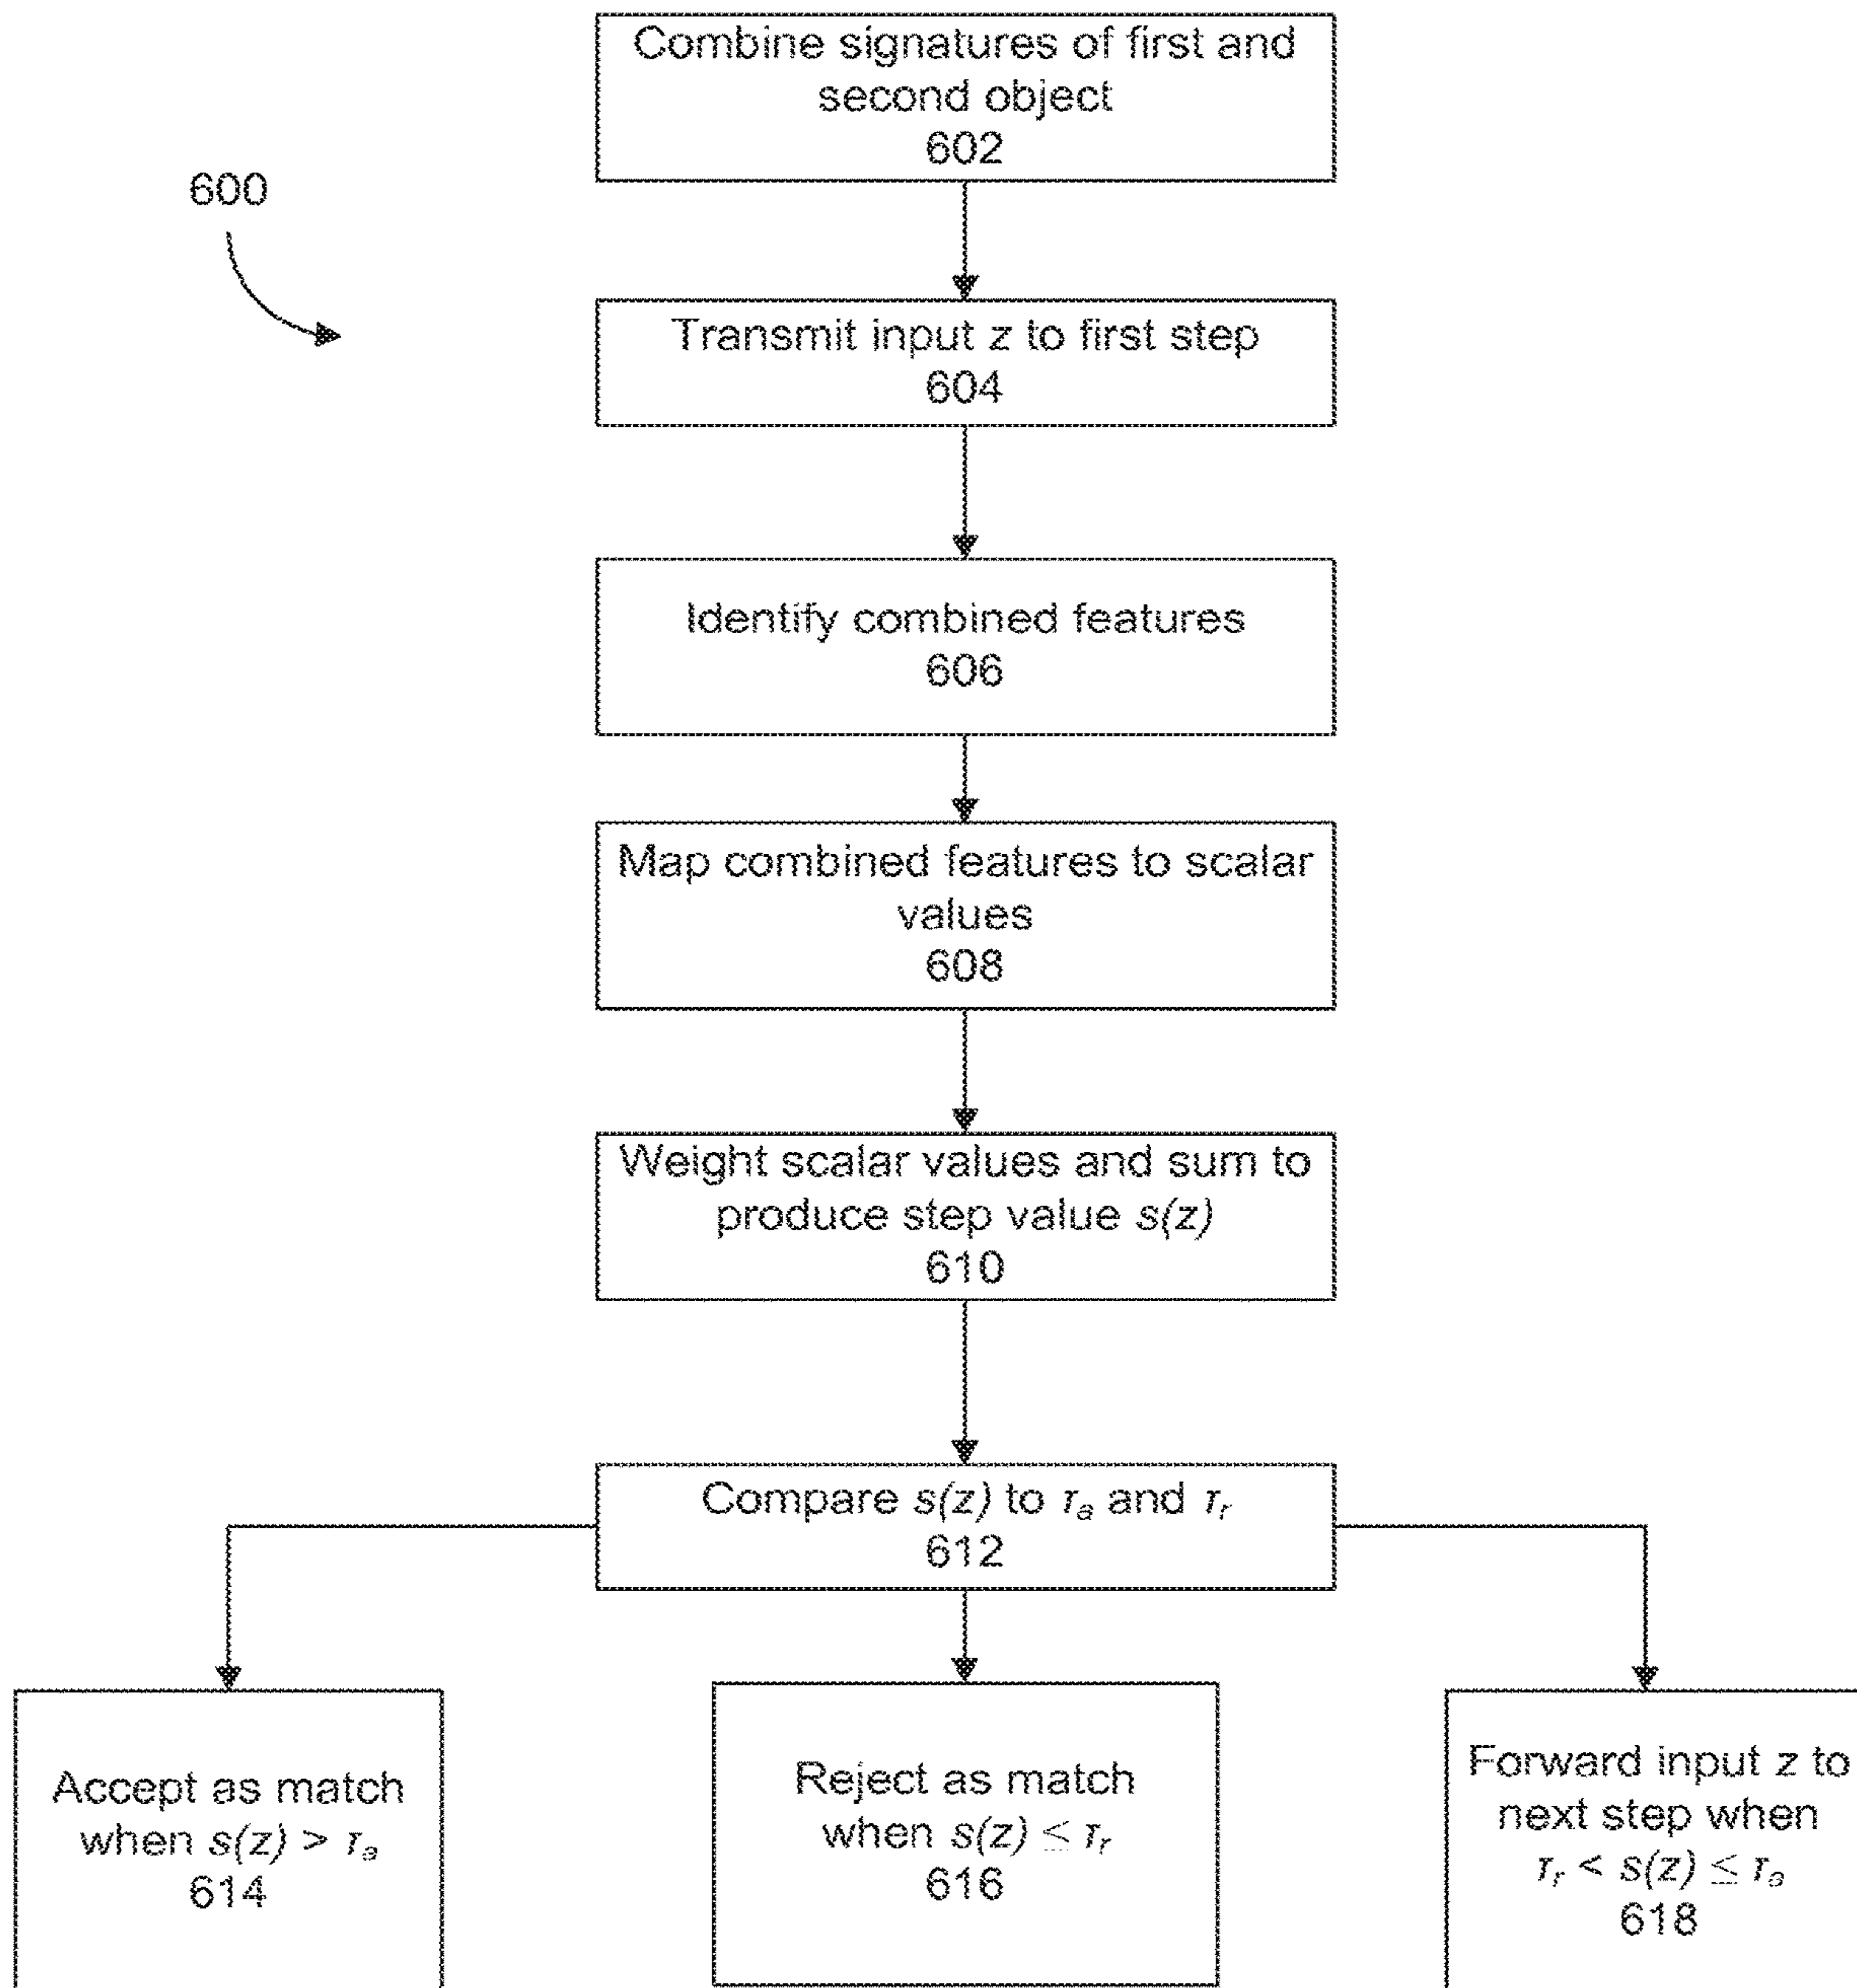 Combine signatures of first and
second object
602
600
Transmit input z to first step
604
Identify combined features
606
Map combined features to scalar
values
608
Weight scalar values and sum to
produce step value s(z)
610
Compare s(z) to τₐ and τᵣ
612
Accept as match
when s(z) > τₐ
614
Reject as match
when s(z) ≤ τᵣ
616
Forward input z to
next step when
τᵣ < s(z) ≤ τₐ
618